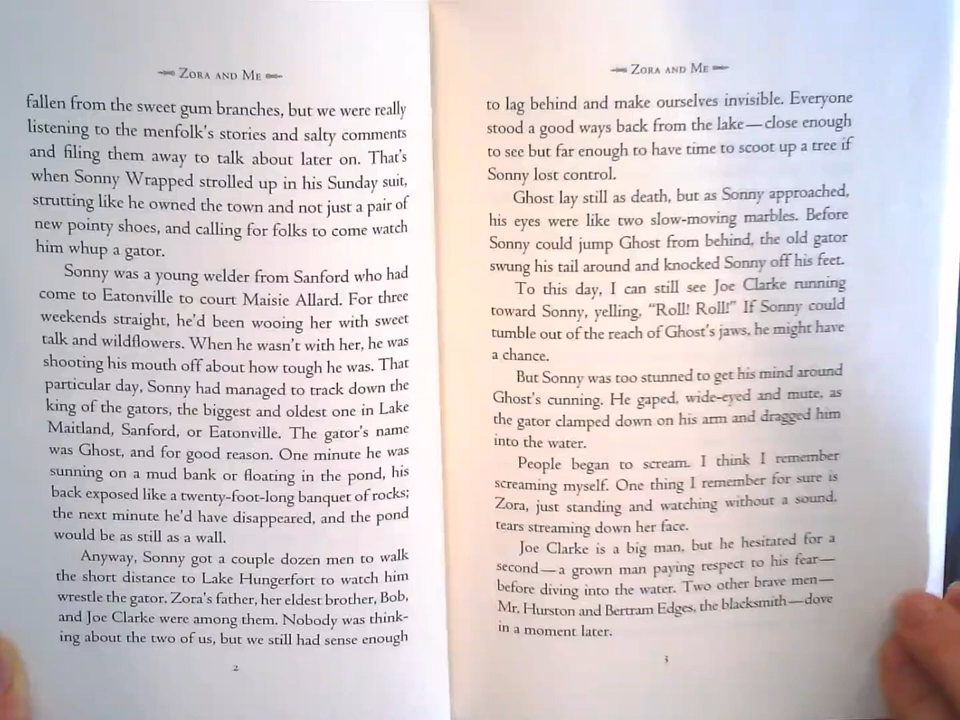 Zora and Me
fallen from the sweet gum branches, but we were really
listening to the menfolk's stories and salty comments
and filing them away to talk about later on. That's
when Sonny Wrapped strolled up in his Sunday suit,
strutting like he owned the town and not just a pair of
new pointy shoes, and calling for folks to come watch
him whup a gator.
Sonny was a young welder from Sanford who had
come to Eatonville to court Maisie Allard. For three
weekends straight, he'd been wooing her with sweet
talk and wildflowers. When he wasn't with her, he was
shooting his mouth off about how tough he was. That
particular day, Sonny had managed to track down the
king of the gators, the biggest and oldest one in Lake
Maitland, Sanford, or Eatonville. The gator's name
was Ghost, and for good reason. One minute he was
sunning on a mud bank or floating in the pond, his
back exposed like a twenty-foot-long banquet of rocks;
the next minute he'd have disappeared, and the pond
would be as still as a wall.
Anyway, Sonny got a couple dozen men to walk
the short distance to Lake Hungerfort to watch him
wrestle the gator. Zora's father, her eldest brother, Bob,
and Joe Clarke were among them. Nobody was think-
ing about the two of us, but we still had sense enough
2
Zora and Me
to lag behind and make ourselves invisible. Everyone
stood a good ways back from the lake—close enough
to see but far enough to have time to scoot up a tree if
Sonny lost control.
Ghost lay still as death, but as Sonny approached,
his eyes were like two slow-moving marbles. Before
Sonny could jump Ghost from behind, the old gator
swung his tail around and knocked Sonny off his feet.
To this day, I can still see Joe Clarke running
toward Sonny, yelling, "Roll! Roll!" If Sonny could
tumble out of the reach of Ghost's jaws, he might have
a chance.
But Sonny was too stunned to get his mind around
Ghost's cunning. He gaped, wide-eyed and mute, as
the gator clamped down on his arm and dragged him
into the water.
People began to scream. I think I remember
screaming myself. One thing I remember for sure is
Zora, just standing and watching without a sound,
tears streaming down her face.
Joe Clarke is a big man, but he hesitated for a
second—a grown man paying respect to his fear—
before diving into the water. Two other brave men—
Mr. Hurston and Bertram Edges, the blacksmith—dove
in a moment later.
3